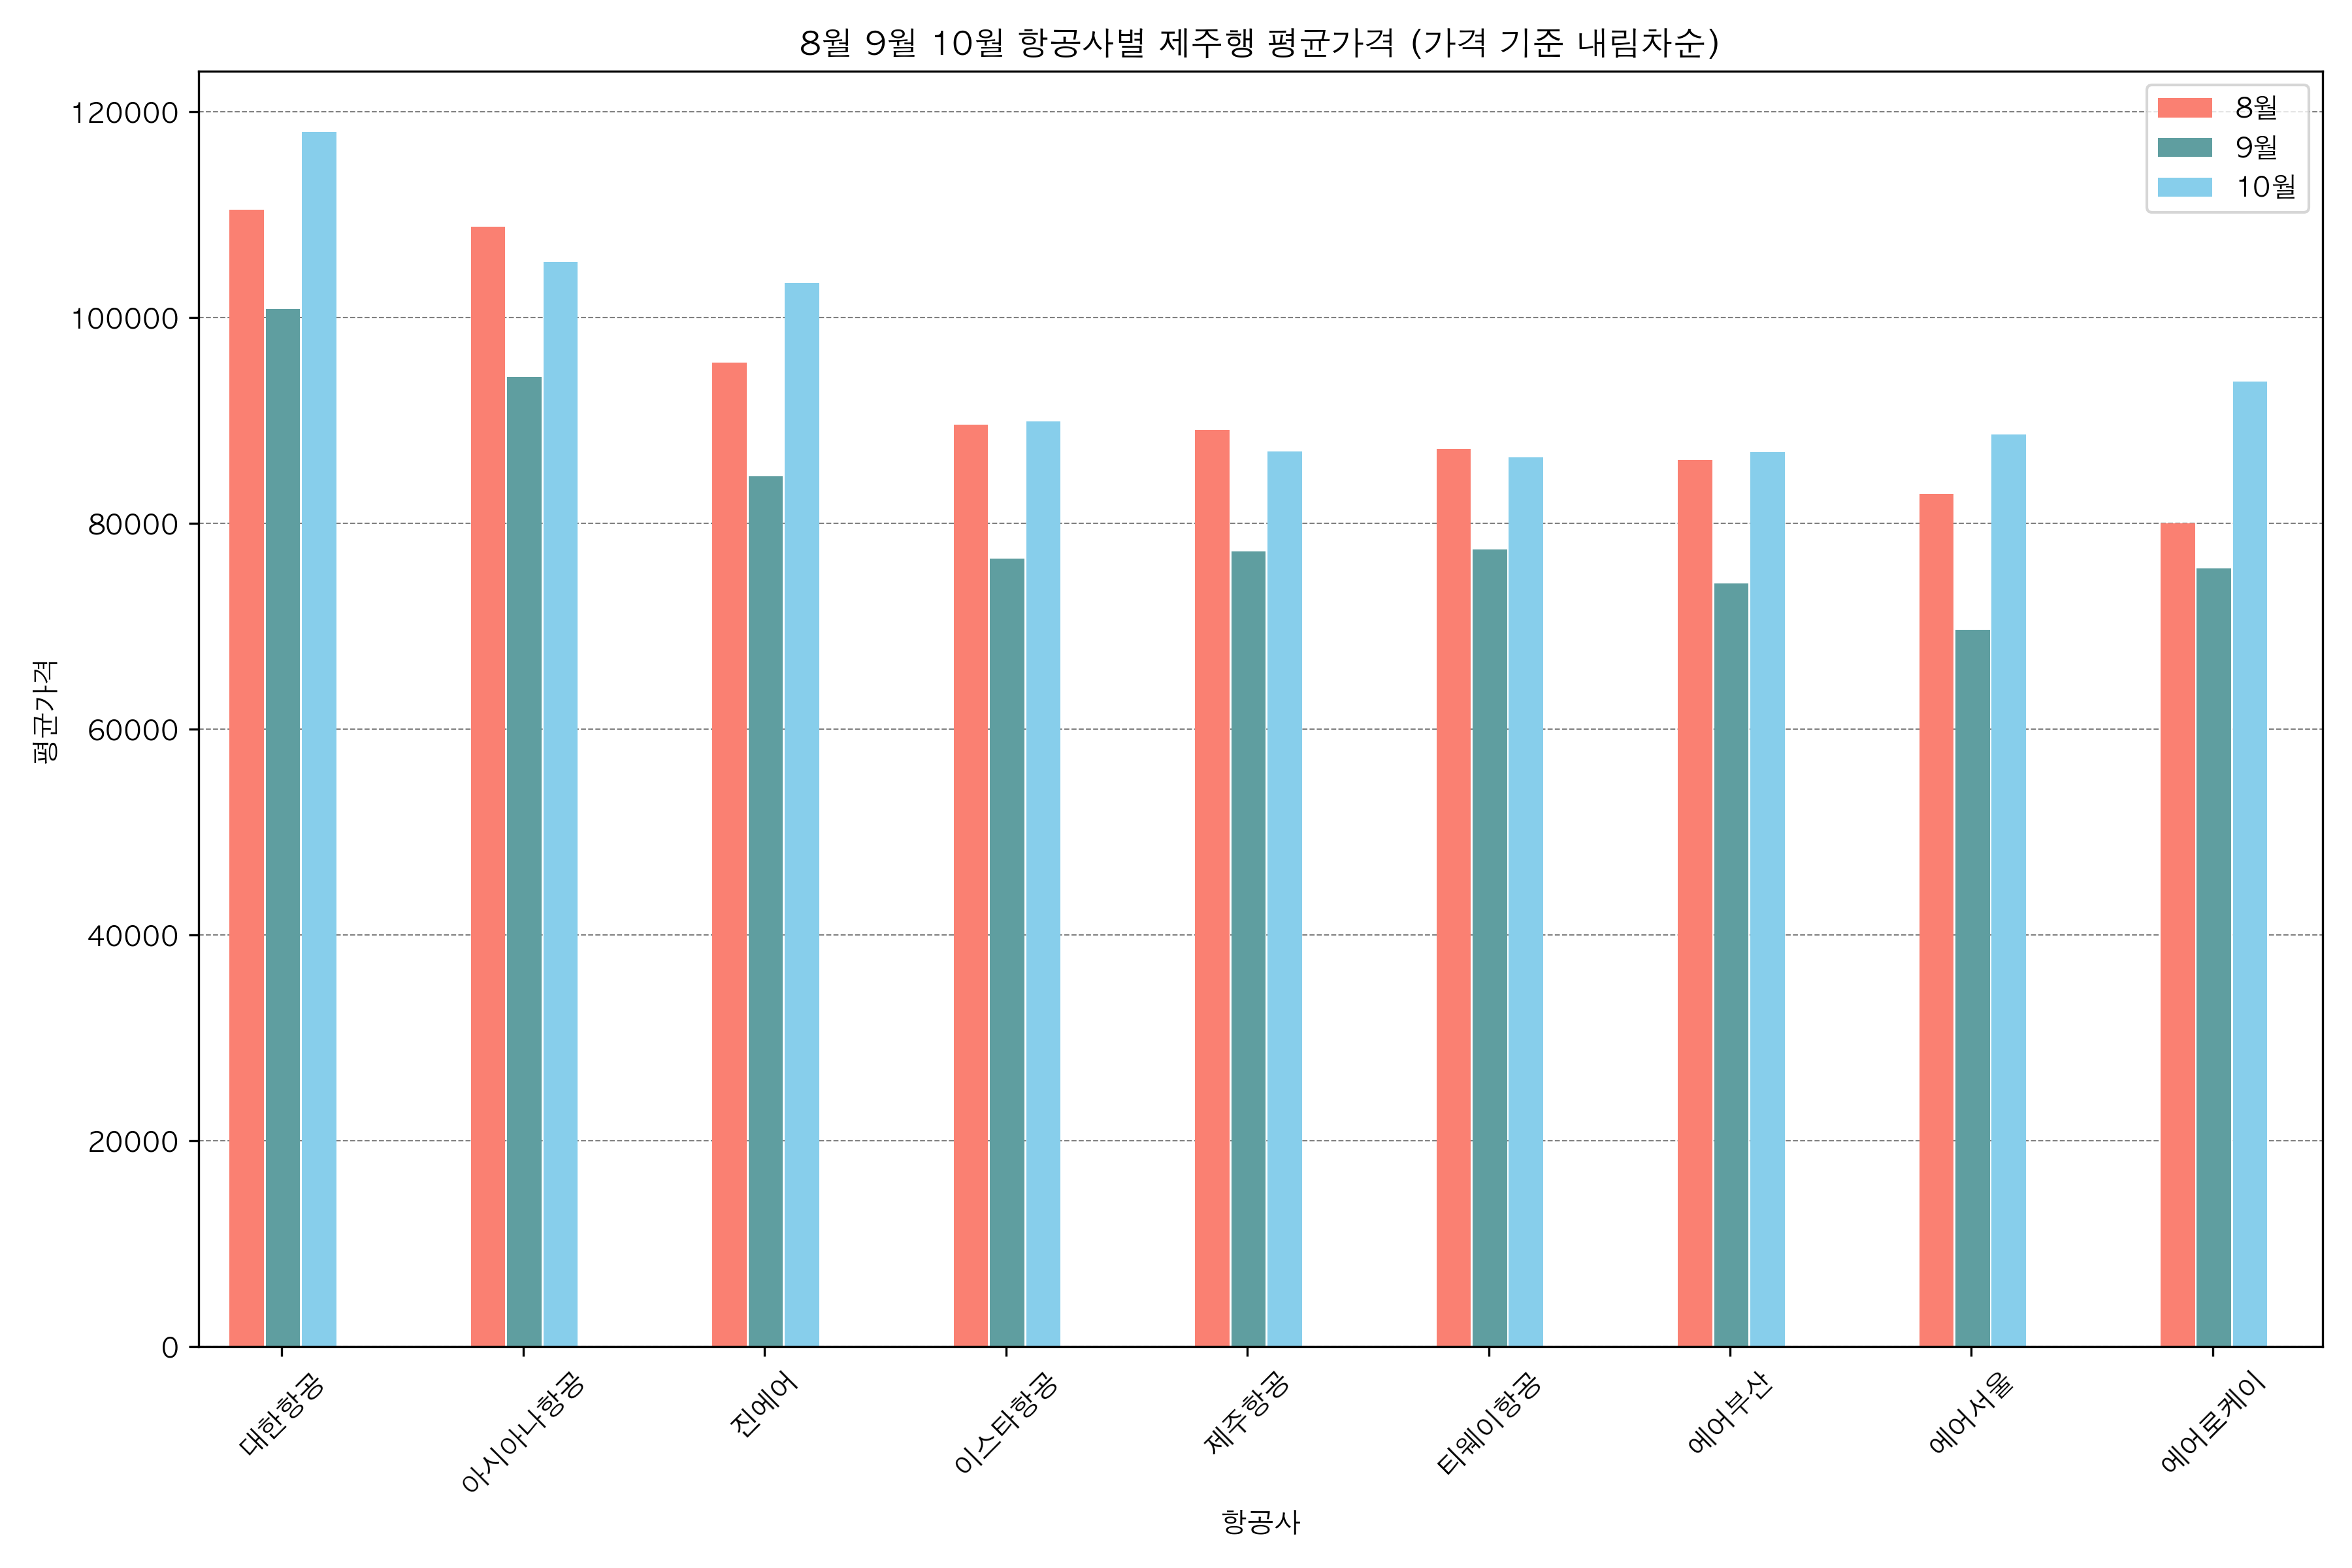 8월 9월 10월 항공사별 제주행 평균가격 (가격 기준 내림차순)
8월
9월
10월
120000
100000
80000
60000
40000
20000
0
평균가격
대한항공
아시아나항공
진에어
이스타항공
제주항공
티웨이항공
에어부산
에어서울
에어로케이
항공사